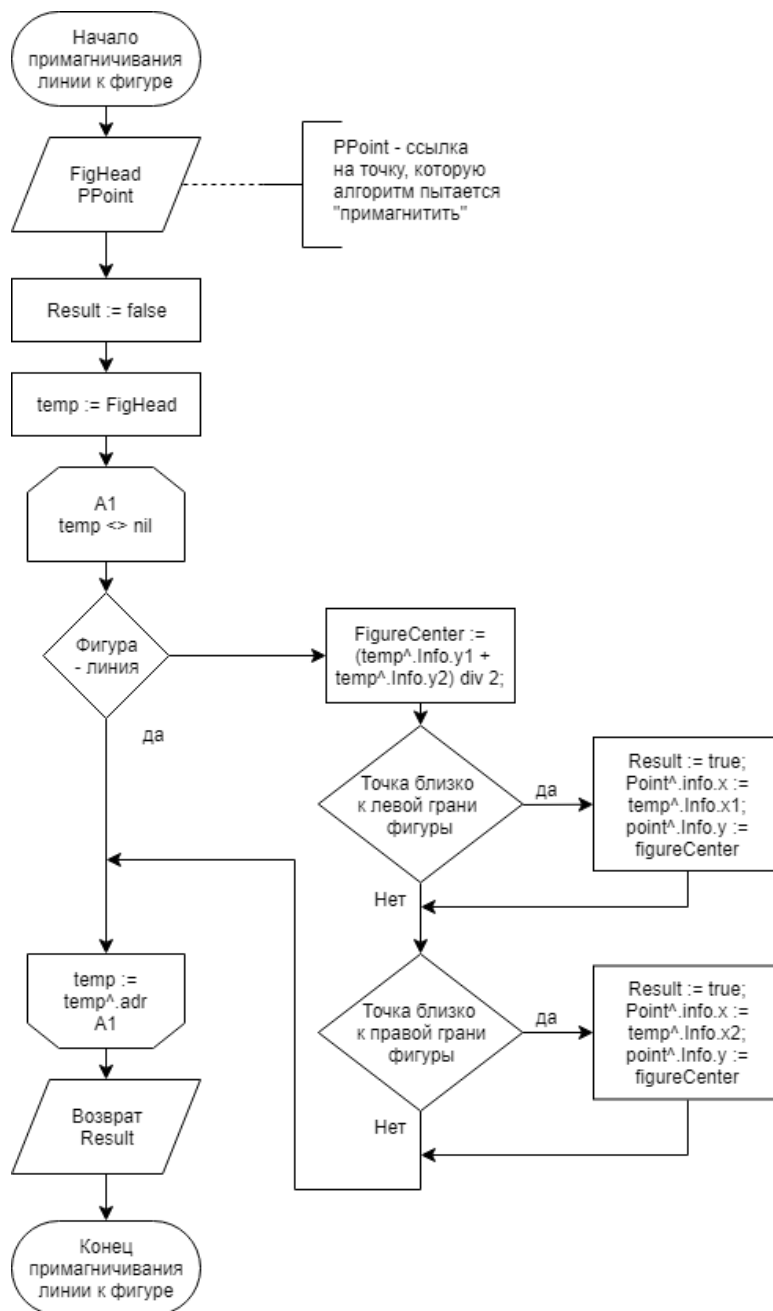 Начало
примагничивания
линии к фигуре
FigHead
PPoint
PPoint - ссылка
на точку, которую
алгоритм пытается
"примагнитить"
Result := false
temp := FigHead
A1
temp <> nil
Фигура
- линия
да
FigureCenter :=
(temp^.Info.y1 +
temp^.Info.y2) div 2;
Точка близко
к левой грани
фигуры
да
Result := true;
Point^.info.x :=
temp^.Info.x1;
point^.Info.y :=
figureCenter
Нет
Точка близко
к правой грани
фигуры
да
Result := true;
Point^.info.x :=
temp^.Info.x2;
point^.Info.y :=
figureCenter
Нет
temp :=
temp^.adr
A1
Возврат
Result
Конец
примагничивания
линии к фигуре